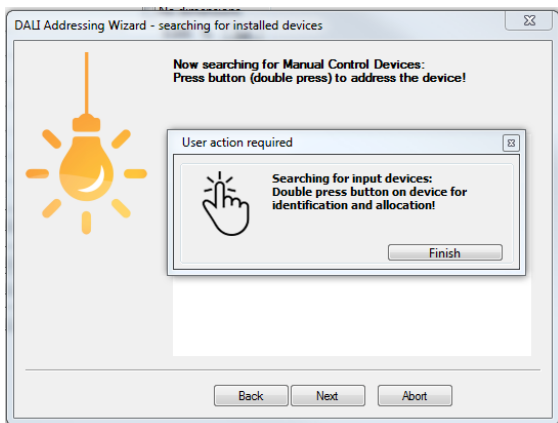 No dimensions
DALI Addressing Wizard - searching for installed devices
Now searching for Manual Control Devices:
Press button (double press) to address the device!
User action required
Searching for input devices:
Double press button on device for
identification and allocation!
Finish
Back Next Abort